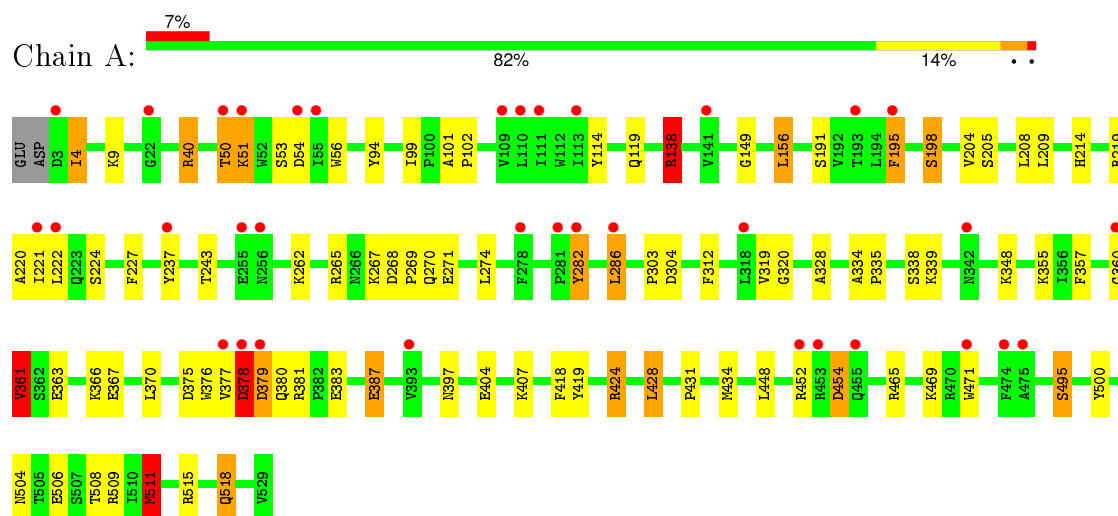 7%
Chain A:
82% 14% • •
GLU ASP D3 I4 K9 G22 R40 T50 K51 W52 S53 D54 I55 W56 Y94 I99 P100 A101 P102 V109 L110 I111 W112 I113 Y114 Q119 R138 V141 G149 L156 S191 V192 T193 L194 F195 S198 V204 S205 L208 L209 H214
A220 I221 L222 Q223 S224 F227 Y237 T243 E255 N256 K262 R265 N266 K267 D268 P269 Q270 E271 L274 F278 P281 Y282 L286 P303 D304 F312 L318 V319 G320 A328 A334 P335 S338 K339 N342 K348 K355 I356 F357 G360
V361 S362 E363 K366 E367 L370 D375 W376 V377 D378 D379 Q380 R381 P382 E383 E387 V393 N397 E404 K407 F418 Y419 R424 L428 P431 M434 L448 R452 R453 D454 Q455 R465 K469 R470 W471 F474 A475 S495 Y500
N504 T505 E506 S507 T508 R509 I510 M511 R515 Q518 V529